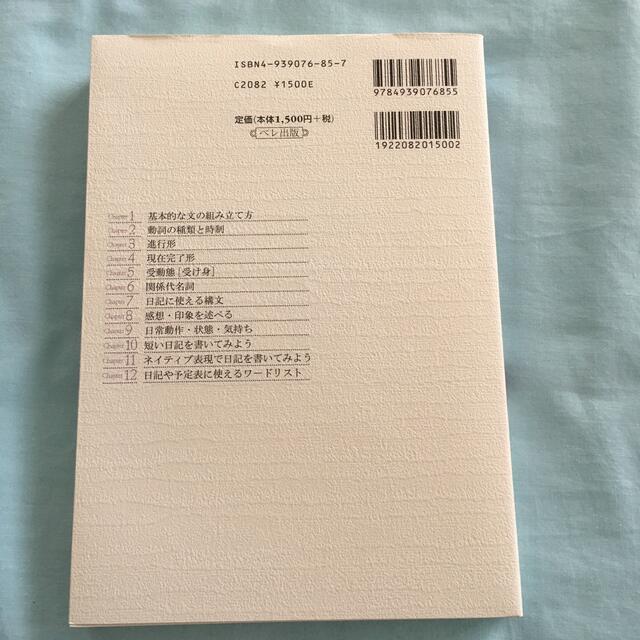 ISBN4-939076-85-7
C2082 ¥1500E
9784939076855
定価(本体1,500円+税)
ベレ出版
1922082015002
Chapter 1 基本的な文の組み立て方
Chapter 2 動詞の種類と時制
Chapter 3 進行形
Chapter 4 現在完了形
Chapter 5 受動態[受け身]
Chapter 6 関係代名詞
Chapter 7 日記に使える構文
Chapter 8 感想・印象を述べる
Chapter 9 日常動作・状態・気持ち
Chapter 10 短い日記を書いてみよう
Chapter 11 ネイティブ表現で日記を書いてみよう
Chapter 12 日記や予定表に使えるワードリスト